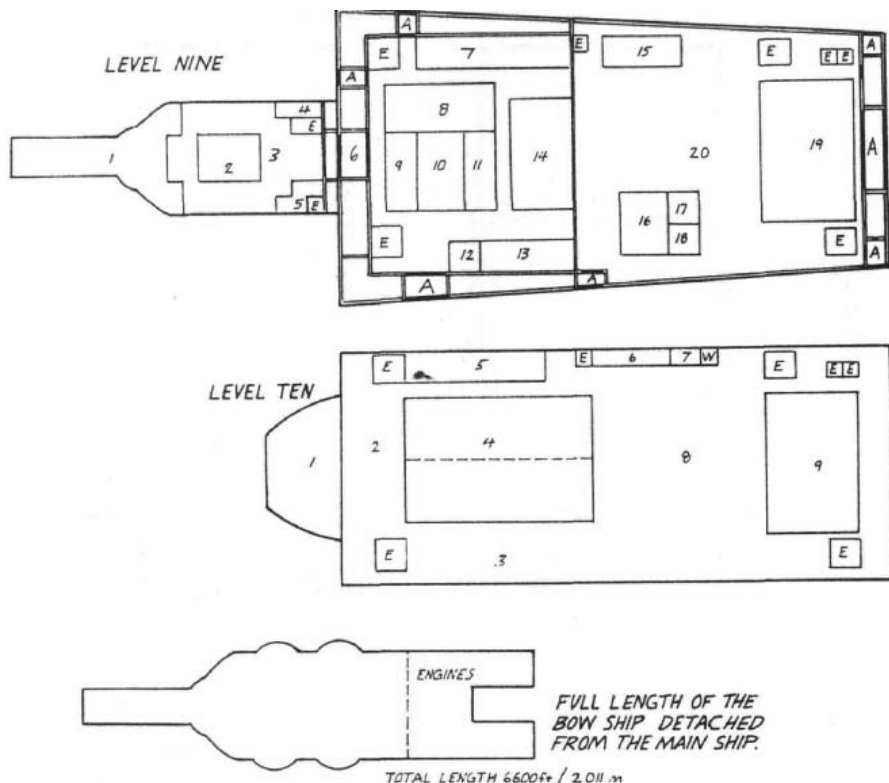 LEVEL NINE
1
2
3
4
E
5
E
6
A
A
E
7
8
9
10
11
14
E
12
13
A
A
E
15
E
E E
A
20
19
A
16
17
18
E
A
LEVEL TEN
1
2
E
5
E
6
7
W
E
E E
4
8
9
E
3
E
ENGINES
FULL LENGTH OF THE
BOW SHIP DETACHED
FROM THE MAIN SHIP.
TOTAL LENGTH 6600ft / 2011 m